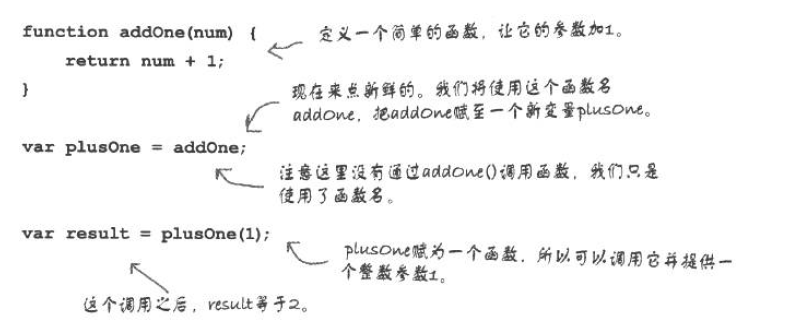 function addOne(num) {
定义一个简单的函数，让它的参数加1。
return num + 1;
}
现在来点新鲜的。我们将使用这个函数名
addOne，把addOne赋至一个新变量plusOne。
var plusOne = addOne;
注意这里没有通过addOne()调用函数，我们只是
使用了函数名。
var result = plusOne(1);
plusOne赋为一个函数，所以可以调用它并提供一
个整数参数1。
这个调用之后，result等于2。